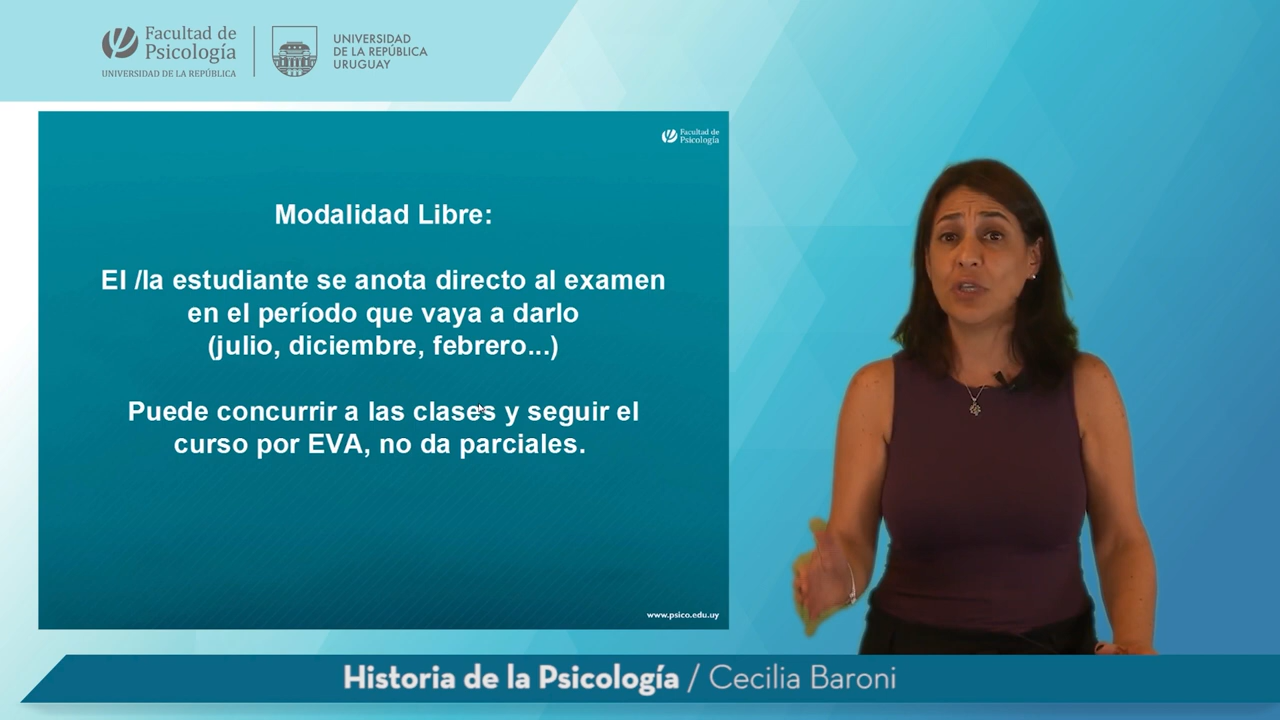 Facultad de
Psicología
UNIVERSIDAD DE LA REPÚBLICA
UNIVERSIDAD
DE LA REPÚBLICA
URUGUAY
Facultad de
Psicología
Modalidad Libre:
El /la estudiante se anota directo al examen
en el período que vaya a darlo
(julio, diciembre, febrero...)
Puede concurrir a las clases y seguir el
curso por EVA, no da parciales.
www.psico.edu.uy
Historia de la Psicología / Cecilia Baroni